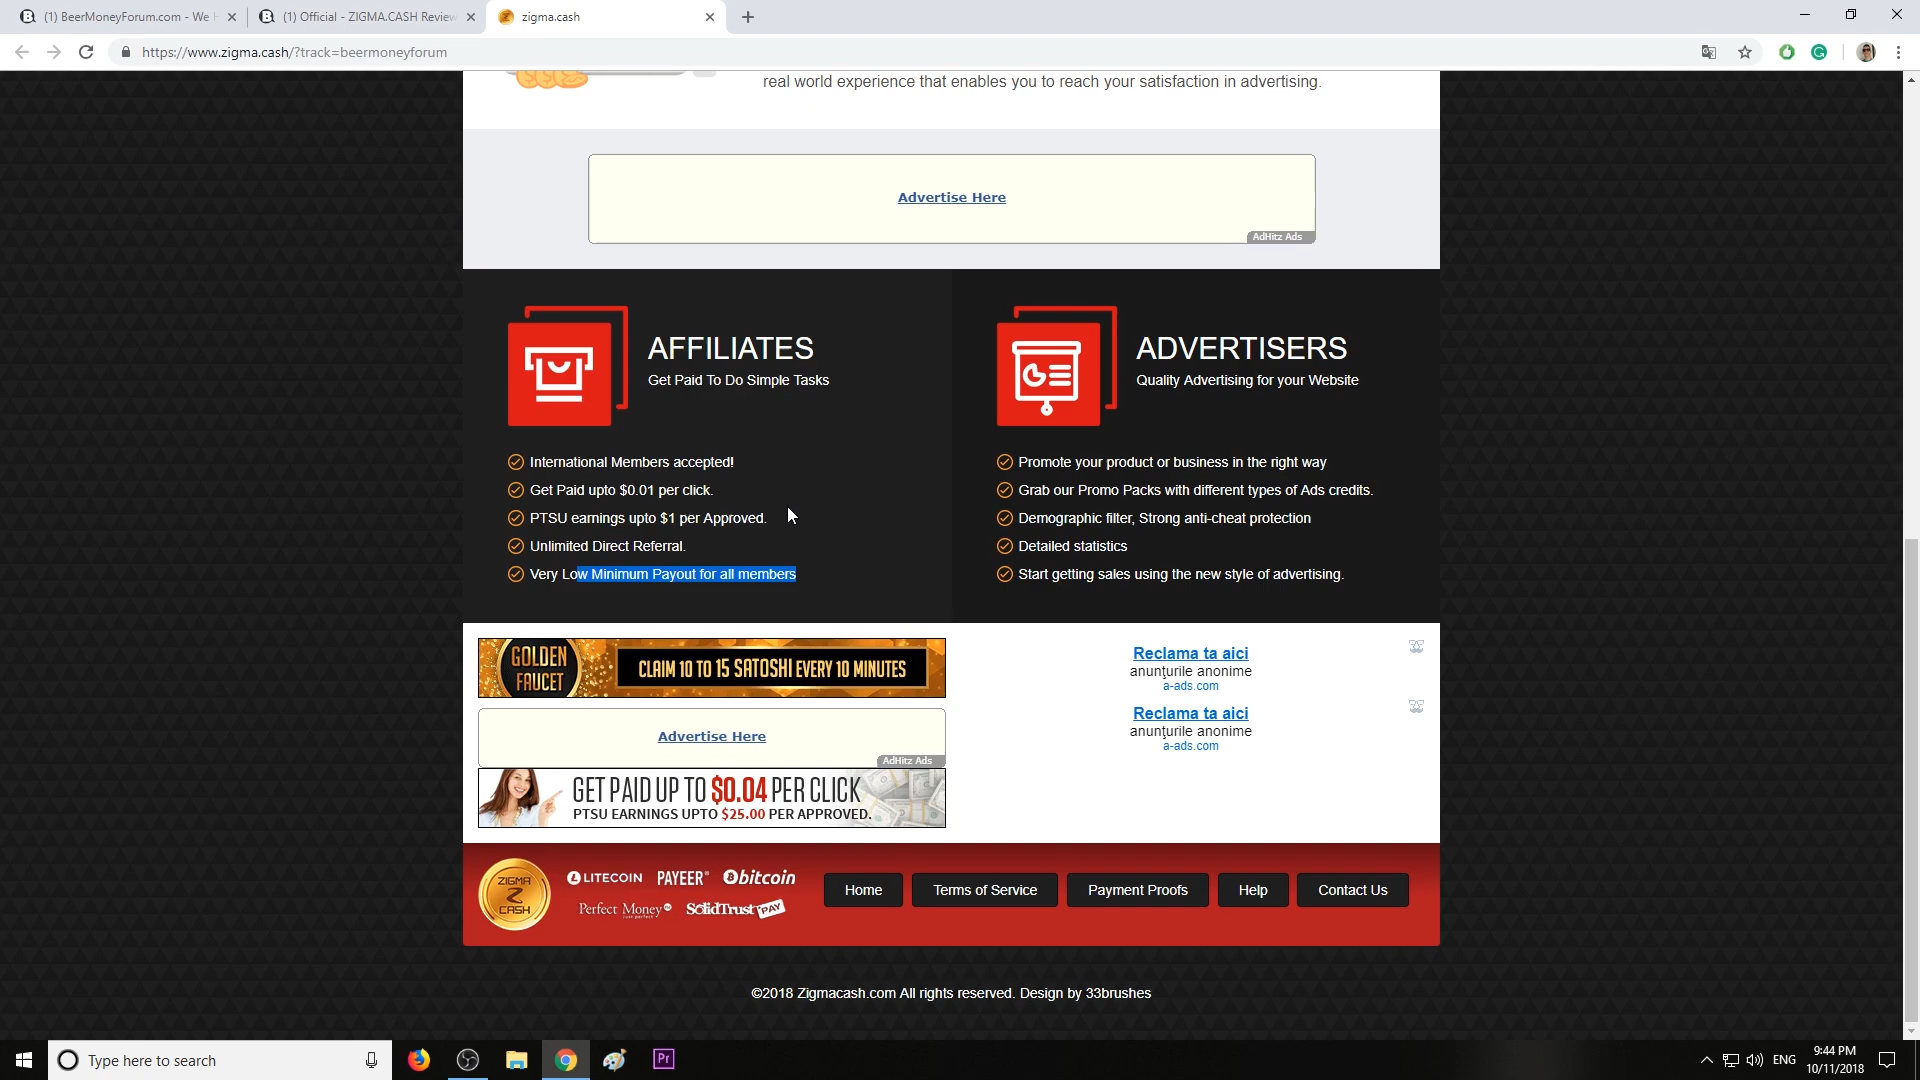 (1) BeerMoneyForum.com - We H
(1) Official - ZIGMA.CASH Review
zigma.cash
https://www.zigma.cash/?track=beermoneyforum
real world experience that enables you to reach your satisfaction in advertising.
Advertise Here
AdHitz Ads
AFFILIATES
Get Paid To Do Simple Tasks
International Members accepted!
Get Paid upto $0.01 per click.
PTSU earnings upto $1 per Approved.
Unlimited Direct Referral.
Very Low Minimum Payout for all members
ADVERTISERS
Quality Advertising for your Website
Promote your product or business in the right way
Grab our Promo Packs with different types of Ads credits.
Demographic filter, Strong anti-cheat protection
Detailed statistics
Start getting sales using the new style of advertising.
GOLDEN
FAUCET
CLAIM 10 TO 15 SATOSHI EVERY 10 MINUTES
Advertise Here
AdHitz Ads
GET PAID UP TO $0.04 PER CLICK
PTSU EARNINGS UPTO $25.00 PER APPROVED.
Reclama ta aici
anunțurile anonime
a-ads.com
Reclama ta aici
anunțurile anonime
a-ads.com
ZIGMA
Z
CASH
LITECOIN PAYEER bitcoin
Perfect Money SolidTrust PAY
Home
Terms of Service
Payment Proofs
Help
Contact Us
©2018 Zigmacash.com All rights reserved. Design by 33brushes
Type here to search
Pr
ENG
9:44 PM
10/11/2018